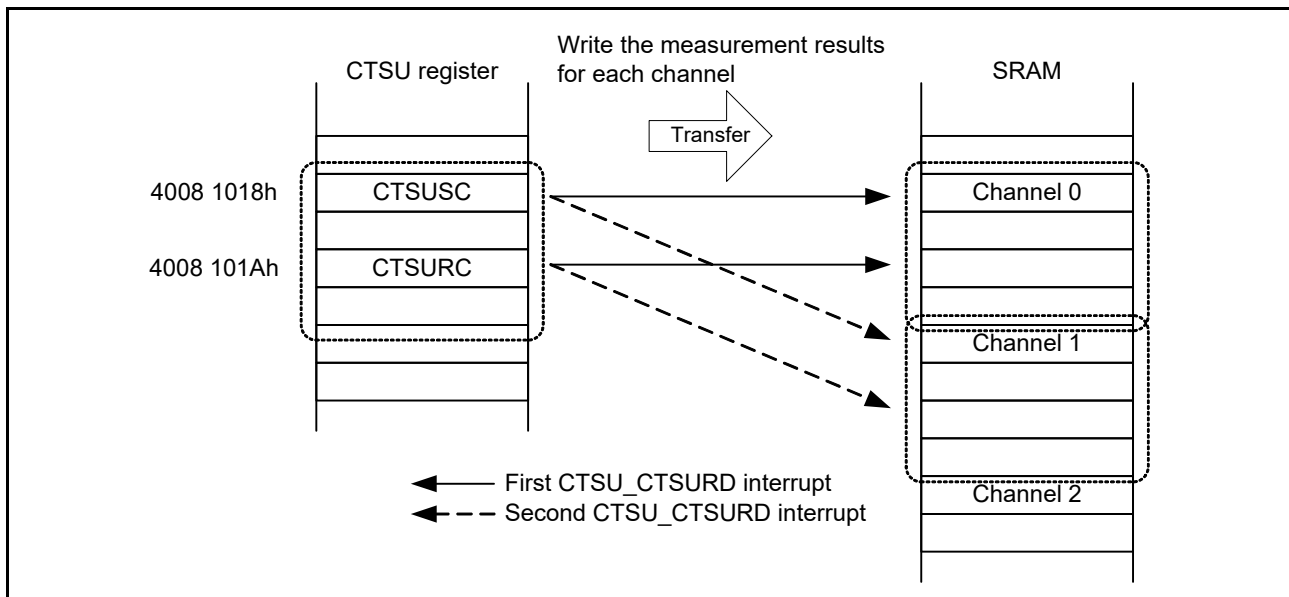 Write the measurement results
for each channel
CTSU register
SRAM
Transfer
4008 1018h
CTSUSC
Channel 0
4008 101Ah
CTSURC
Channel 1
First CTSU_CTSURD interrupt
Second CTSU_CTSURD interrupt
Channel 2